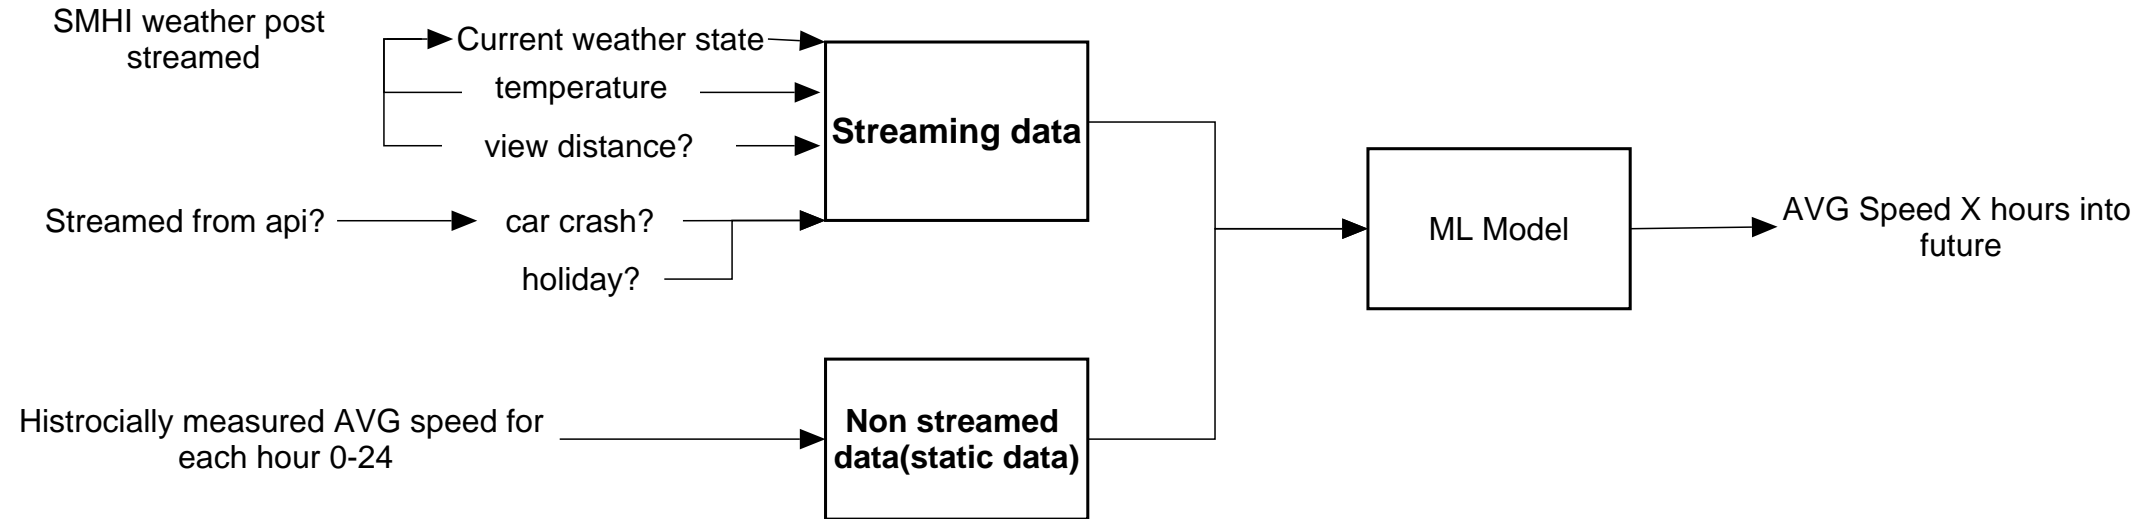 SMHI weather post
streamed
Current weather state
temperature
view distance?
Streaming data
Streamed from api?
car crash?
holiday?
ML Model
AVG Speed X hours into
future
Histrocially measured AVG speed for
each hour 0-24
Non streamed
data(static data)